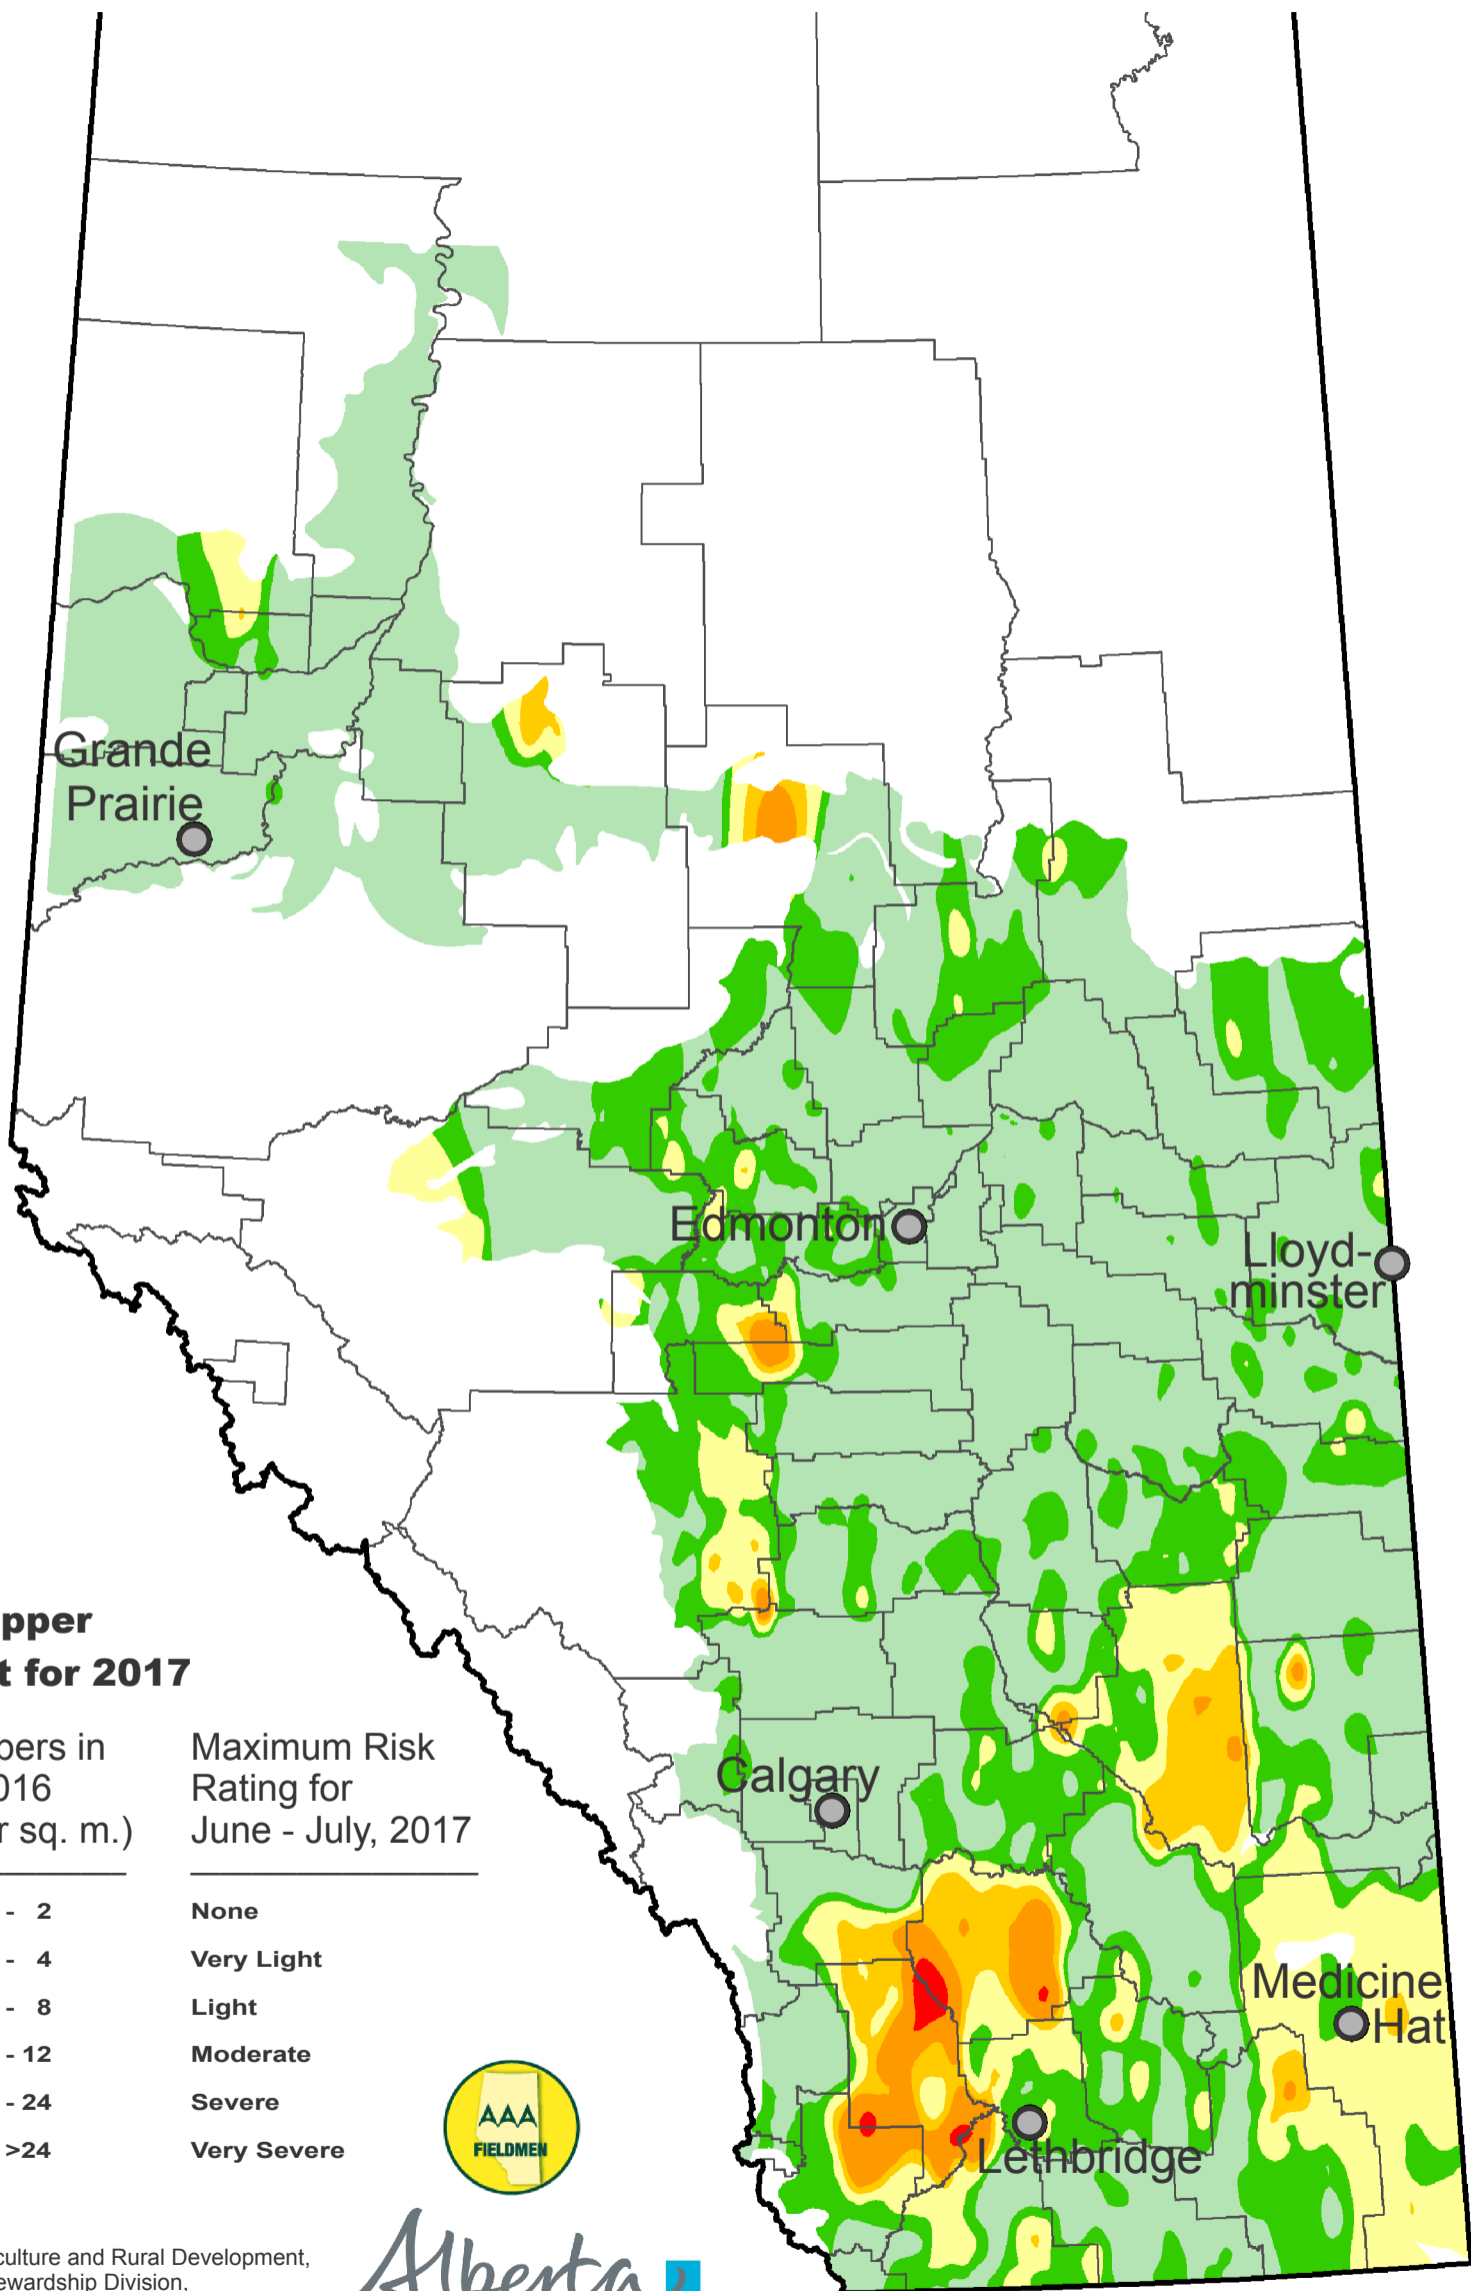 Grande
Prairie
Edmonton
Lloyd-
minster
Calgary
Medicine
Hat
Lethbridge
pper
t for 2017
pers in
016
r sq. m.)
Maximum Risk
Rating for
June - July, 2017
- 2 None
- 4 Very Light
- 8 Light
- 12 Moderate
- 24 Severe
>24 Very Severe
AAA
FIELDMEN
culture and Rural Development,
ewardship Division,
Alberta